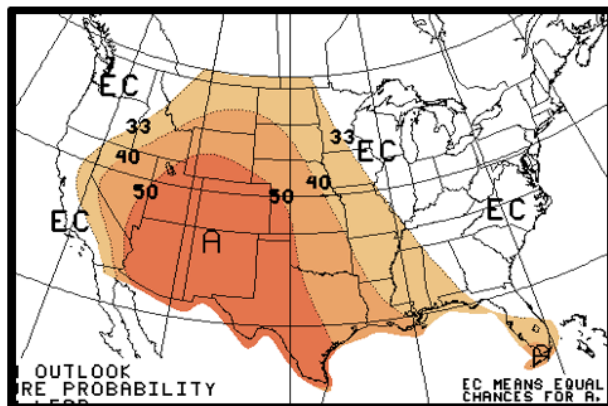 EC
33
33
EC
40
40
50
50
EC
EC
A
A
OUTLOOK
RE PROBABILITY
EC MEANS EQUAL
CHANCES FOR A,